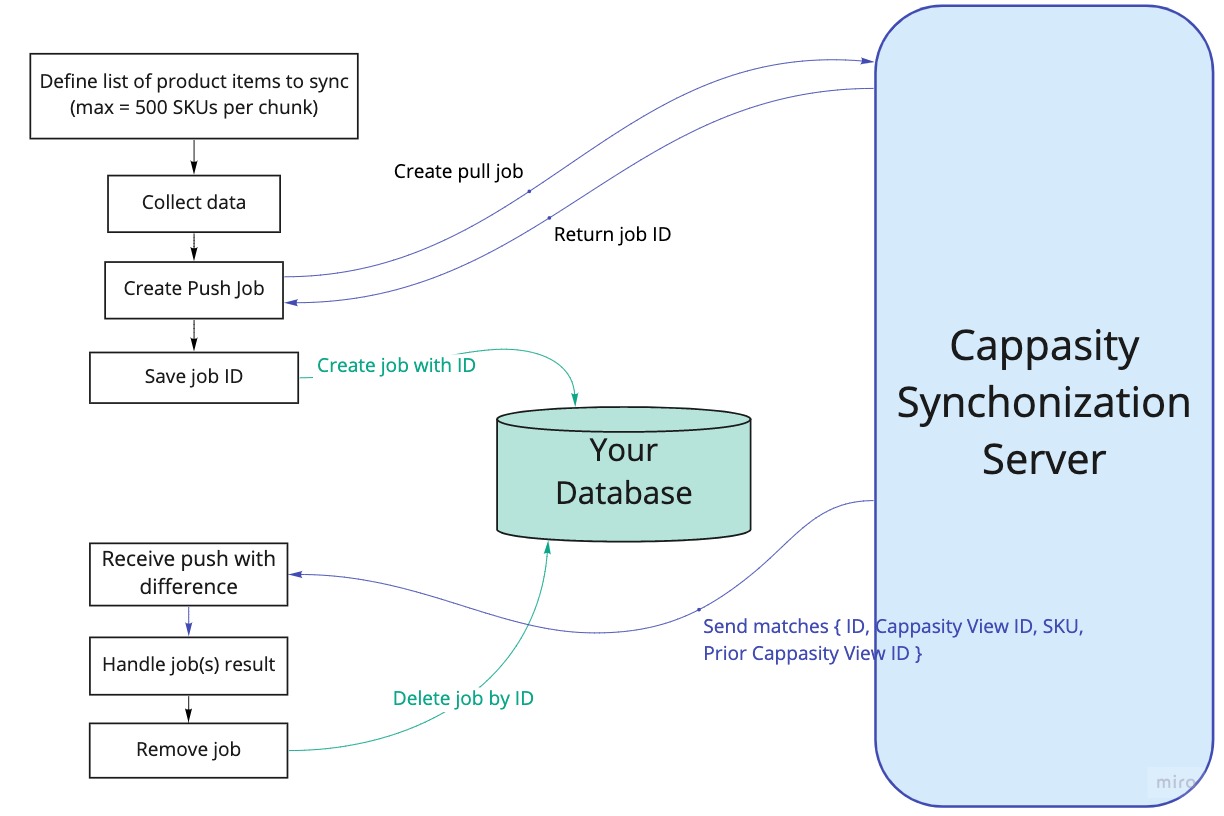 Define list of product items to sync
(max = 500 SKUs per chunk)
Collect data
Create pull job
Return job ID
Create Push Job
Save job ID
Create job with ID
Your
Database
Cappasity
Synchonization
Server
Receive push with
difference
Send matches { ID, Cappasity View ID, SKU,
Prior Cappasity View ID }
Handle job(s) result
Delete job by ID
Remove job
miro